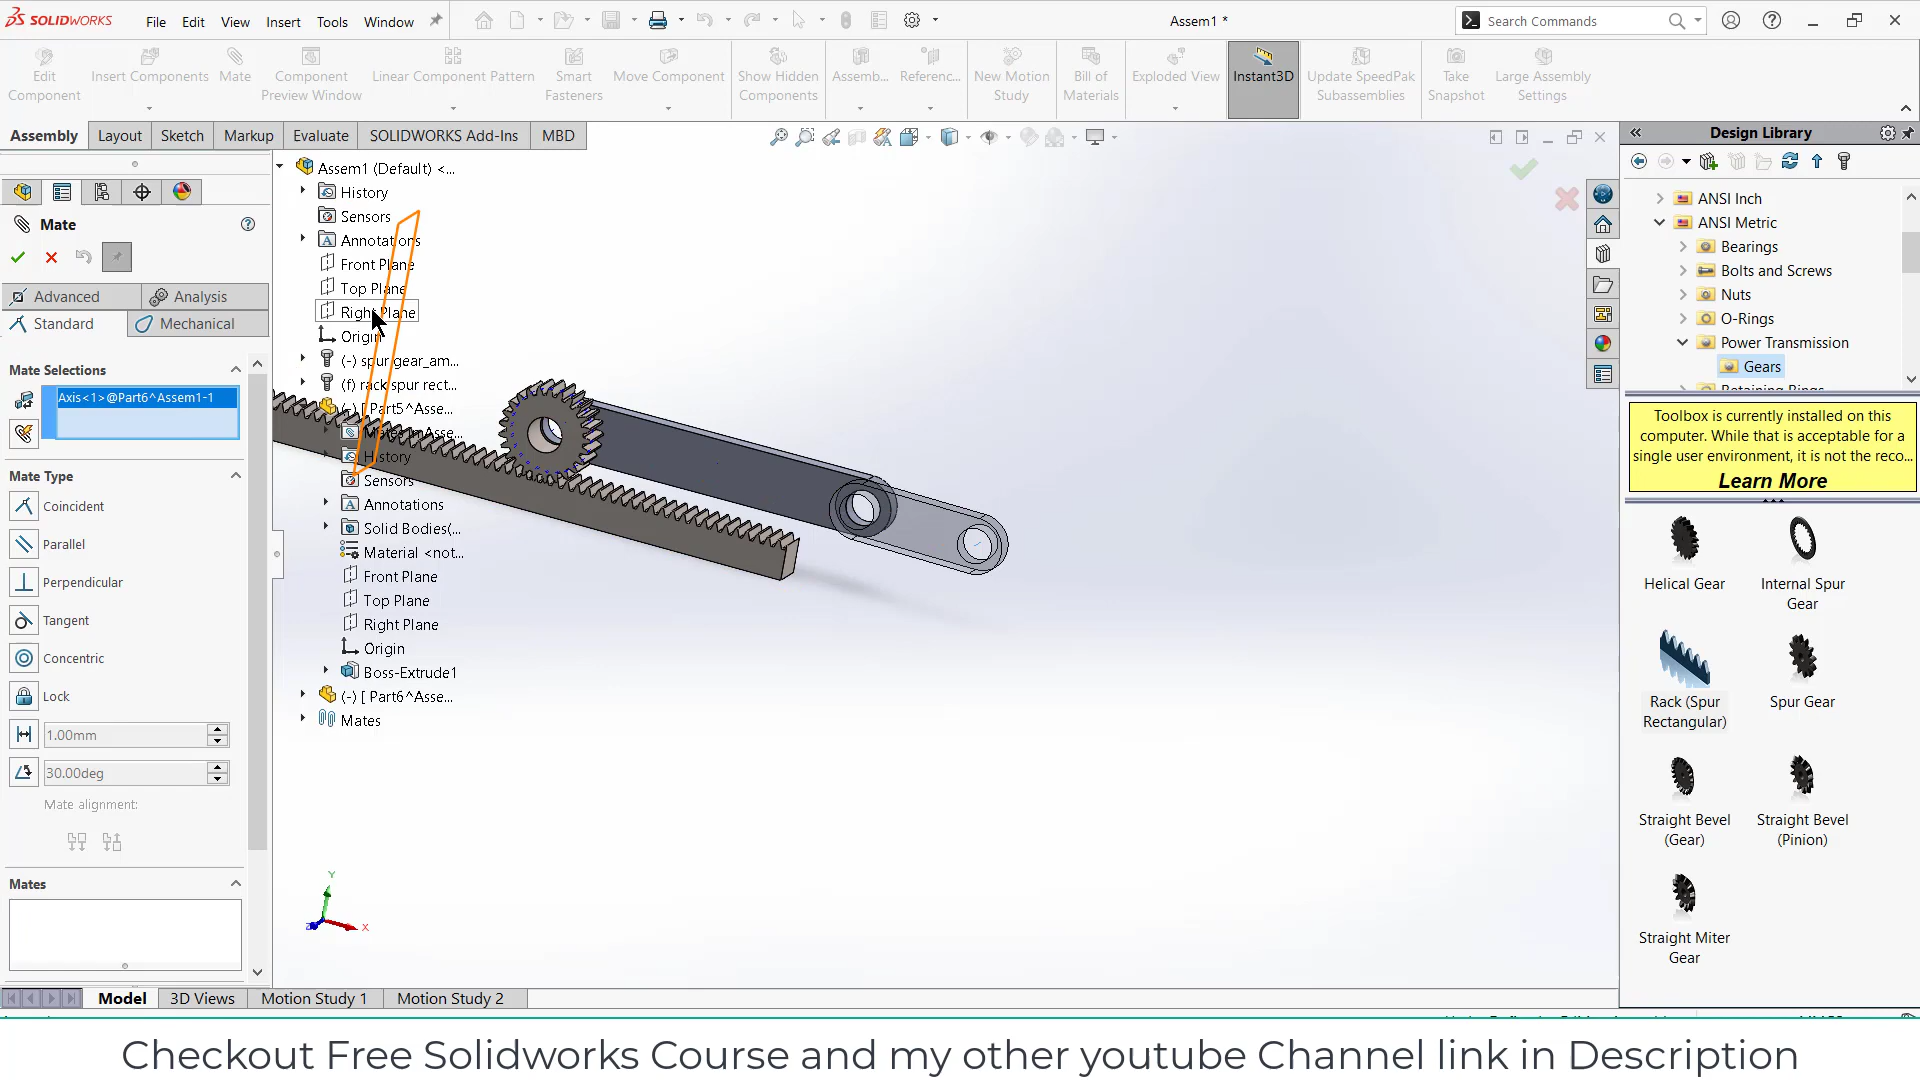 SOLIDWORKS File Edit View Insert Tools Window Assem1 * Search Commands
Edit Component
Insert Components
Mate
Component Preview Window
Linear Component Pattern
Smart Fasteners
Move Component
Show Hidden Components
Assemb...
Referenc...
New Motion Study
Bill of Materials
Exploded View
Instant3D
Update SpeedPak Subassemblies
Take Snapshot
Large Assembly Settings
Assembly Layout Sketch Markup Evaluate SOLIDWORKS Add-Ins MBD
Mate
Advanced Analysis
Standard Mechanical
Mate Selections
Axis<1>@Part6^Assem1-1
Mate Type
Coincident
Parallel
Perpendicular
Tangent
Concentric
Lock
1.00mm
30.00deg
Mate alignment:
Mates
Assem1 (Default) <...
History
Sensors
Annotations
Front Plane
Top Plane
Right Plane
Origin
(-) spur gear_am...
(f) rack spur rect...
(-) [ Part5^Asse...
Mates in Asse...
History
Sensors
Annotations
Solid Bodies(...
Material <not...
Front Plane
Top Plane
Right Plane
Origin
Boss-Extrude1
(-) [ Part6^Asse...
Mates
Y
X
Z
Design Library
ANSI Inch
ANSI Metric
Bearings
Bolts and Screws
Nuts
O-Rings
Power Transmission
Gears
Toolbox is currently installed on this
computer. While that is acceptable for a
single user environment, it is not the reco...
Learn More
Helical Gear
Internal Spur Gear
Rack (Spur Rectangular)
Spur Gear
Straight Bevel (Gear)
Straight Bevel (Pinion)
Straight Miter Gear
Model 3D Views Motion Study 1 Motion Study 2
Checkout Free Solidworks Course and my other youtube Channel link in Description